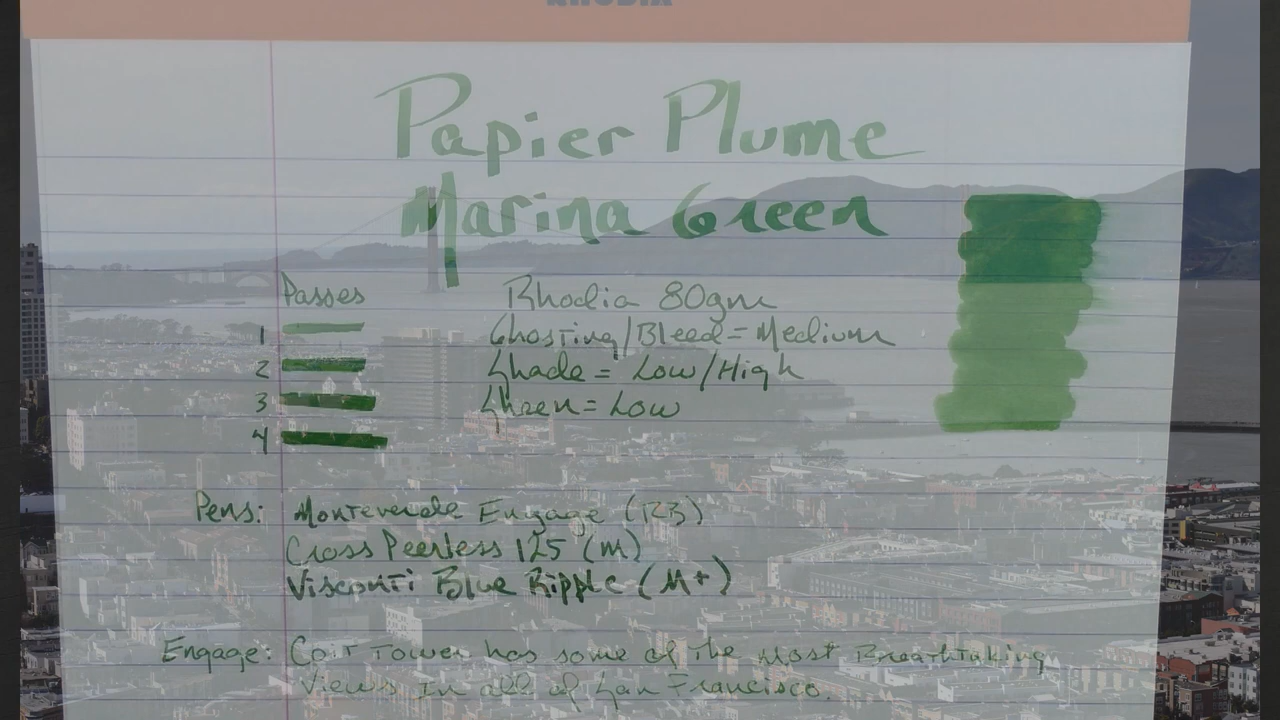 RHODIA
Papier Plume
Marina Green
Passes
Rhodia 80gm
1
Ghosting/Bleed = Medium
2
Shade = Low/High
3
Sheen = Low
4
Pens: Monteverde Engage (RB)
Cross Peerless 125 (M)
Visconti Blue Ripple (M+)
Engage: Coit Tower has some of the most Breathtaking
Views In all of San Francisco.